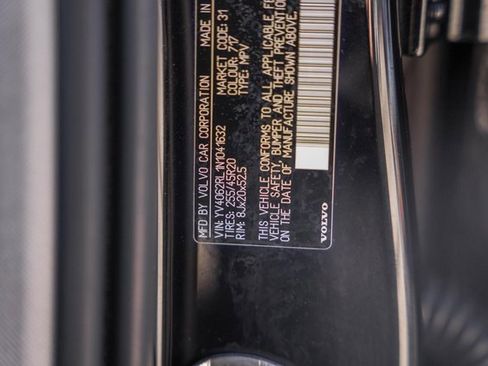 MFD BY VOLVO CAR CORPORATION MADE IN
VIN: YV4062RL1N1041632 MARKET CODE: 31
TIRES: 255/45R20 COLOUR: 717
RIM: 8Jx20x52.5 TYPE: MPV
THIS VEHICLE CONFORMS TO ALL APPLICABLE
VEHICLE SAFETY, BUMPER AND THEFT PREVENTION
ON THE DATE OF MANUFACTURE SHOWN ABOVE.
VOLVO